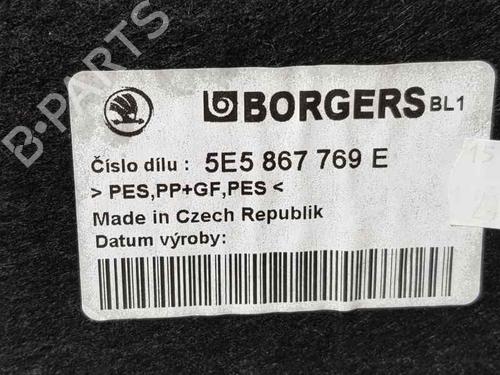 B-PARTS
BORGERS BL1
Číslo dílu : 5E5 867 769 E
> PES,PP+GF,PES <
Made in Czech Republik
Datum výroby: